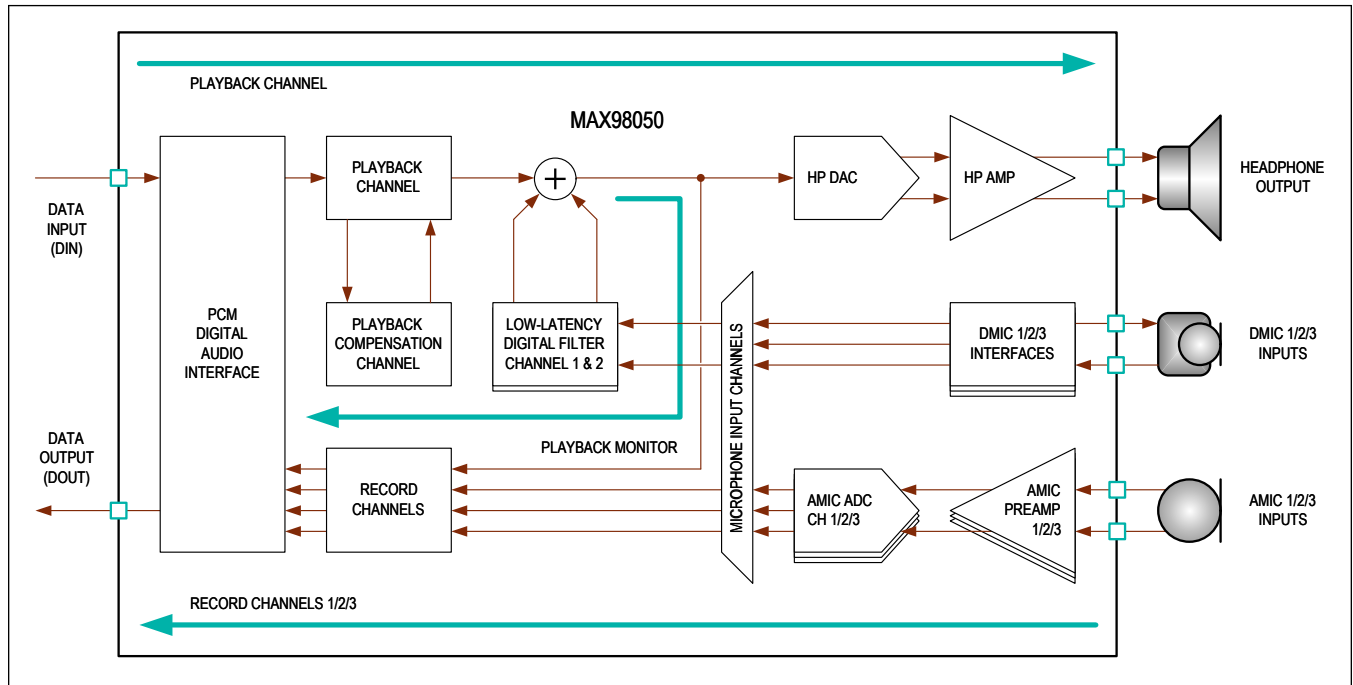 PLAYBACK CHANNEL
MAX98050
DATA
INPUT
(DIN)
PCM
DIGITAL
AUDIO
INTERFACE
PLAYBACK
CHANNEL
+
HP DAC
HP AMP
HEADPHONE
OUTPUT
PLAYBACK
COMPENSATION
CHANNEL
LOW-LATENCY
DIGITAL FILTER
CHANNEL 1 & 2
MICROPHONE INPUT CHANNELS
DMIC 1/2/3
INTERFACES
DMIC 1/2/3
INPUTS
DATA
OUTPUT
(DOUT)
PLAYBACK MONITOR
RECORD
CHANNELS
AMIC ADC
CH 1/2/3
AMIC
PREAMP
1/2/3
AMIC 1/2/3
INPUTS
RECORD CHANNELS 1/2/3